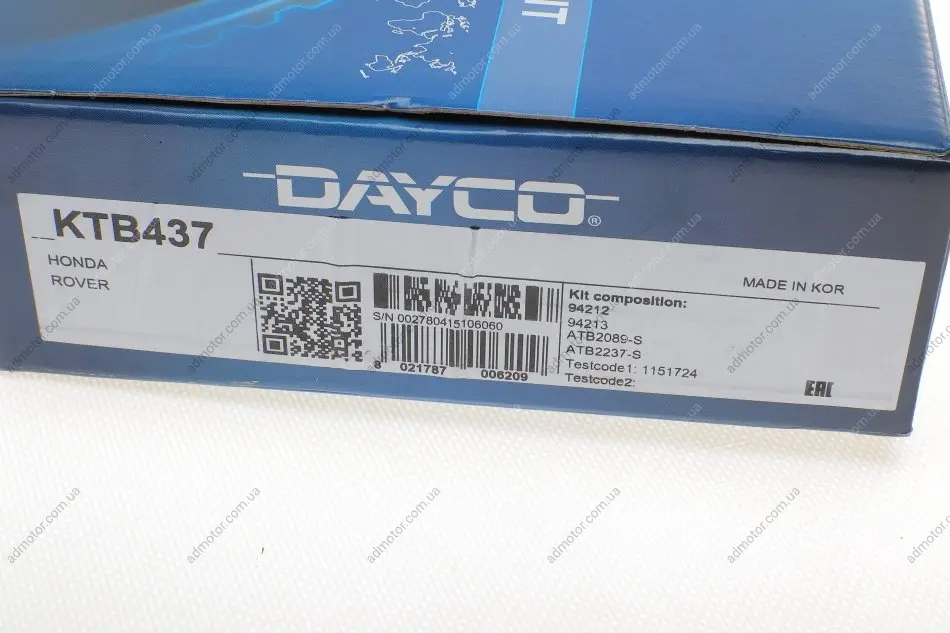 IT
DAYCO®
KTB437
HONDA
ROVER
MADE IN KOR
S/N 002780415106060
8 021787 006209
Kit composition:
94212
94213
ATB2089-S
ATB2237-S
Testcode1: 1151724
Testcode2:
EAC
admotor.com.ua